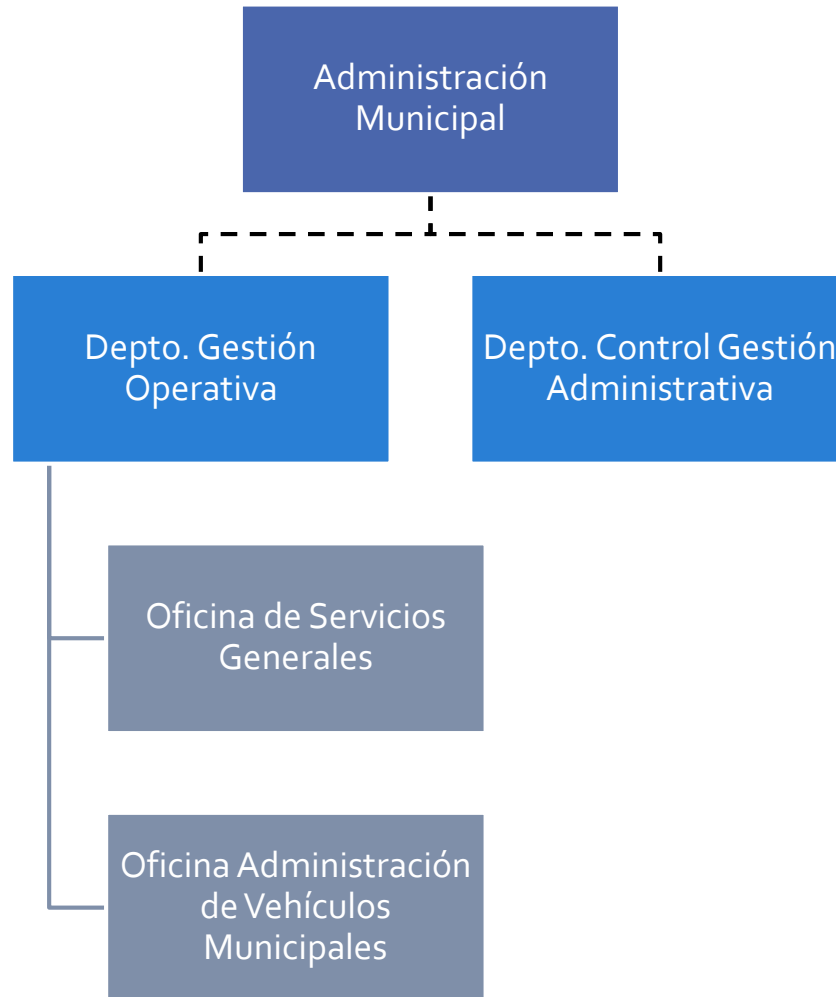 Administración
Municipal
Depto. Gestión
Operativa
Depto. Control Gestión
Administrativa
Oficina de Servicios
Generales
Oficina Administración
de Vehículos
Municipales